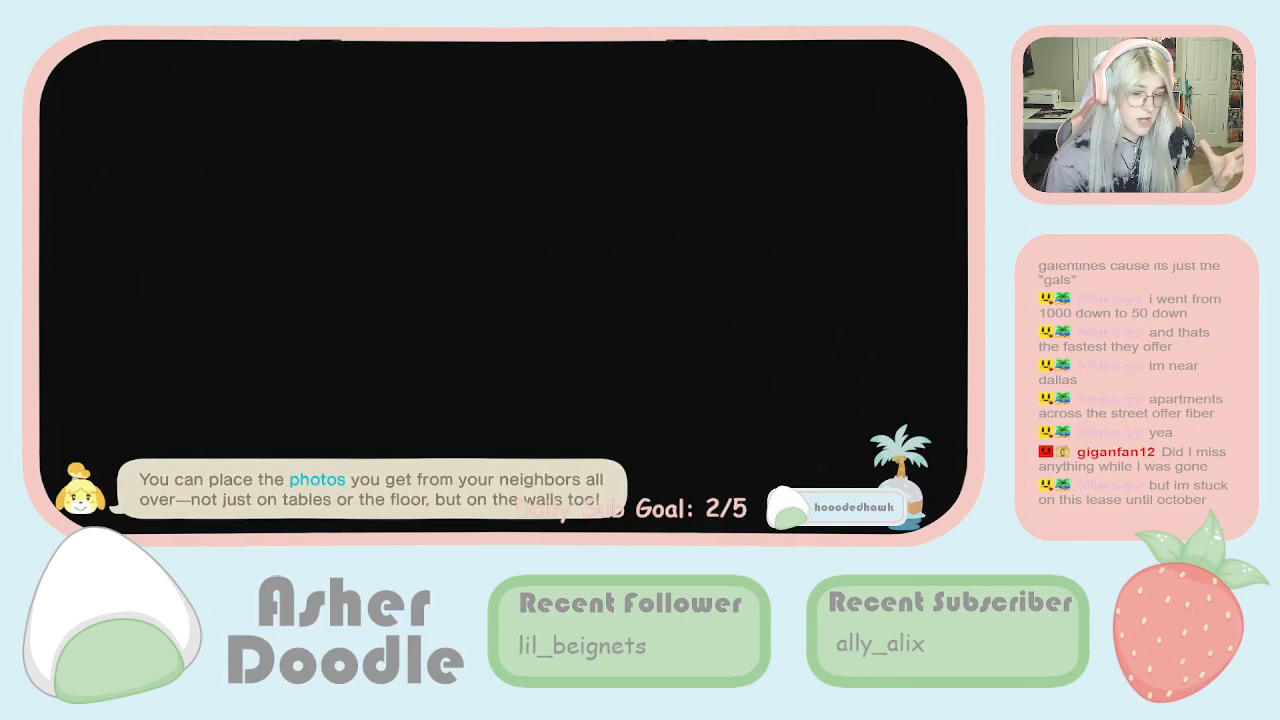 You can place the photos you get from your neighbors all
over—not just on tables or the floor, but on the walls too!
Daily Sub Goal: 2/5
hooodedhawk
galentines cause its just the
"gals"
i went from
1000 down to 50 down
and thats
the fastest they offer
im near
dallas
apartments
across the street offer fiber
yea
giganfan12 Did I miss
anything while I was gone
but im stuck
on this lease until october
Asher
Doodle
Recent Follower
lil_beignets
Recent Subscriber
ally_alix